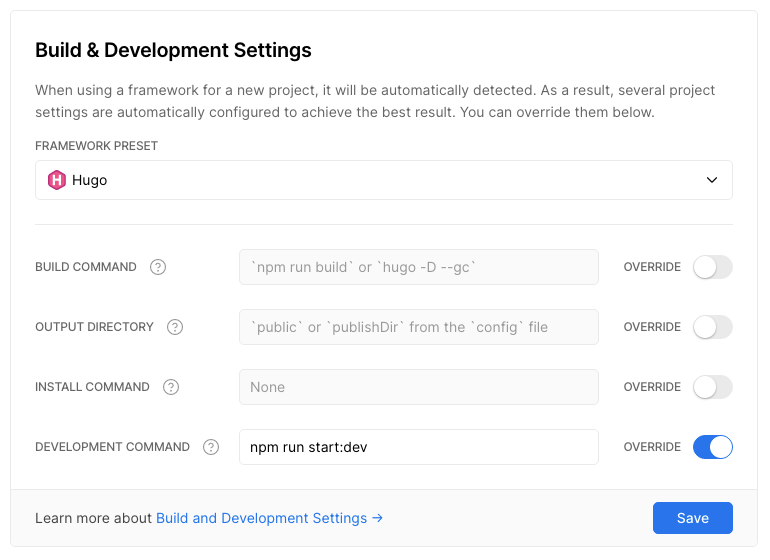 Build & Development Settings
When using a framework for a new project, it will be automatically detected. As a result, several project
settings are automatically configured to achieve the best result. You can override them below.
FRAMEWORK PRESET
H Hugo
BUILD COMMAND ? `npm run build` or `hugo -D --gc` OVERRIDE
OUTPUT DIRECTORY ? `public` or `publishDir` from the `config` file OVERRIDE
INSTALL COMMAND ? None OVERRIDE
DEVELOPMENT COMMAND ? npm run start:dev OVERRIDE
Learn more about Build and Development Settings → Save